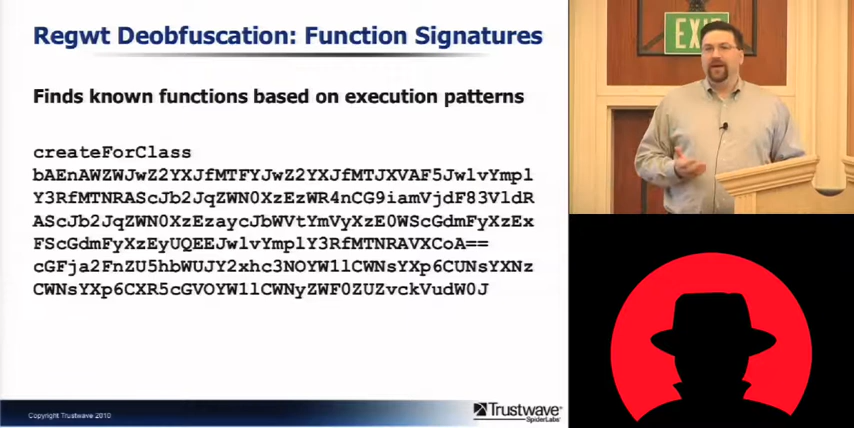 Regwt Deobfuscation: Function Signatures
Finds known functions based on execution patterns
createForClass
bAEnAWZWJwZ2YXJfMTFYJwZ2YXJfMTJXVAF5JwlvYmpl
Y3RfMTNRAScJb2JqZWN0XzEzWR4nCG9iamVjdF83VldR
AScJb2JqZWN0XzEzaycJbWVtYmVyXzE0WScGdmFyXzEx
FScGdmFyXzEyUQEEJwlvYmplY3RfMTNRAVXCoA==
cGFja2FnZU5hbWUJY2xhc3NOYW1lCWNsYXp6CUNsYXNz
CWNsYXp6CXR5cGVOYW1lCWNyZWF0ZUZvckVudW0J
Copyright Trustwave 2010
Trustwave®
SpiderLabs®
EXIT